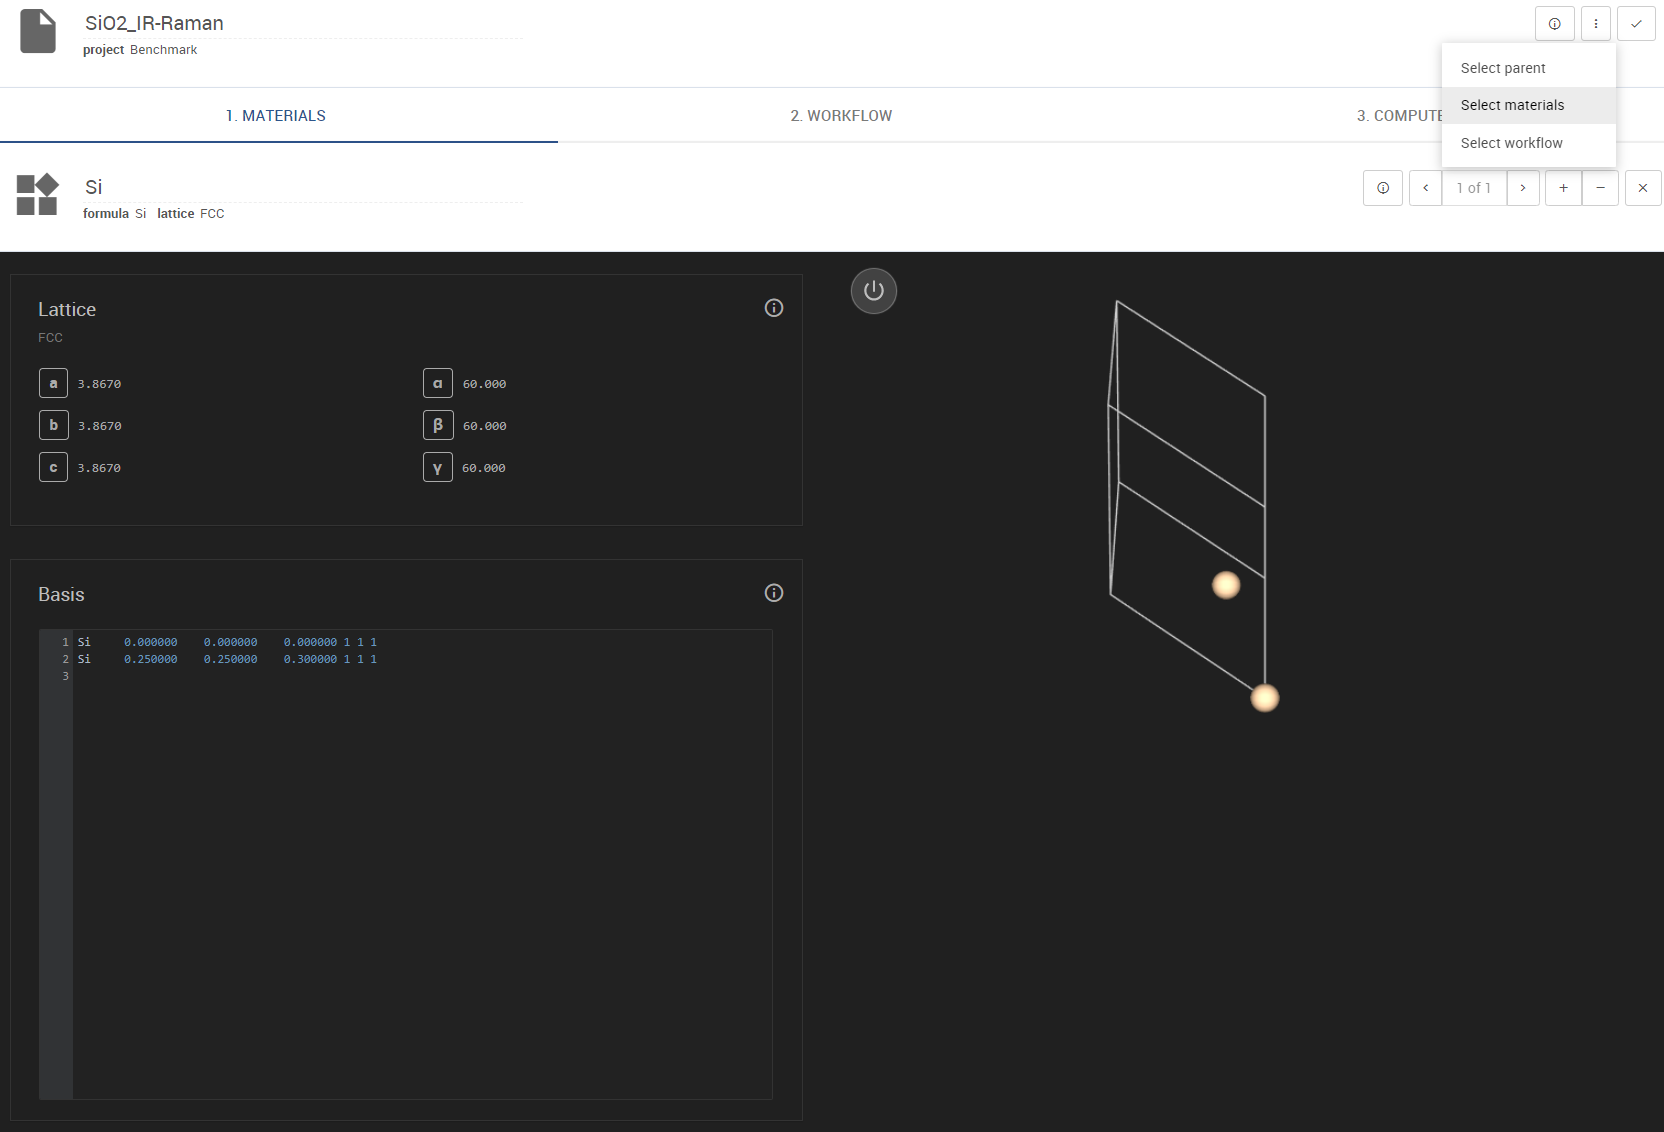 SiO2_IR-Raman
project Benchmark
Select parent
Select materials
Select workflow
1. MATERIALS
2. WORKFLOW
3. COMPUTE
Si
formula Si lattice FCC
1 of 1
Lattice
FCC
a 3.8670
α 60.000
b 3.8670
β 60.000
c 3.8670
γ 60.000
Basis
1 Si 0.000000 0.000000 0.000000 1 1 1
2 Si 0.250000 0.250000 0.300000 1 1 1
3